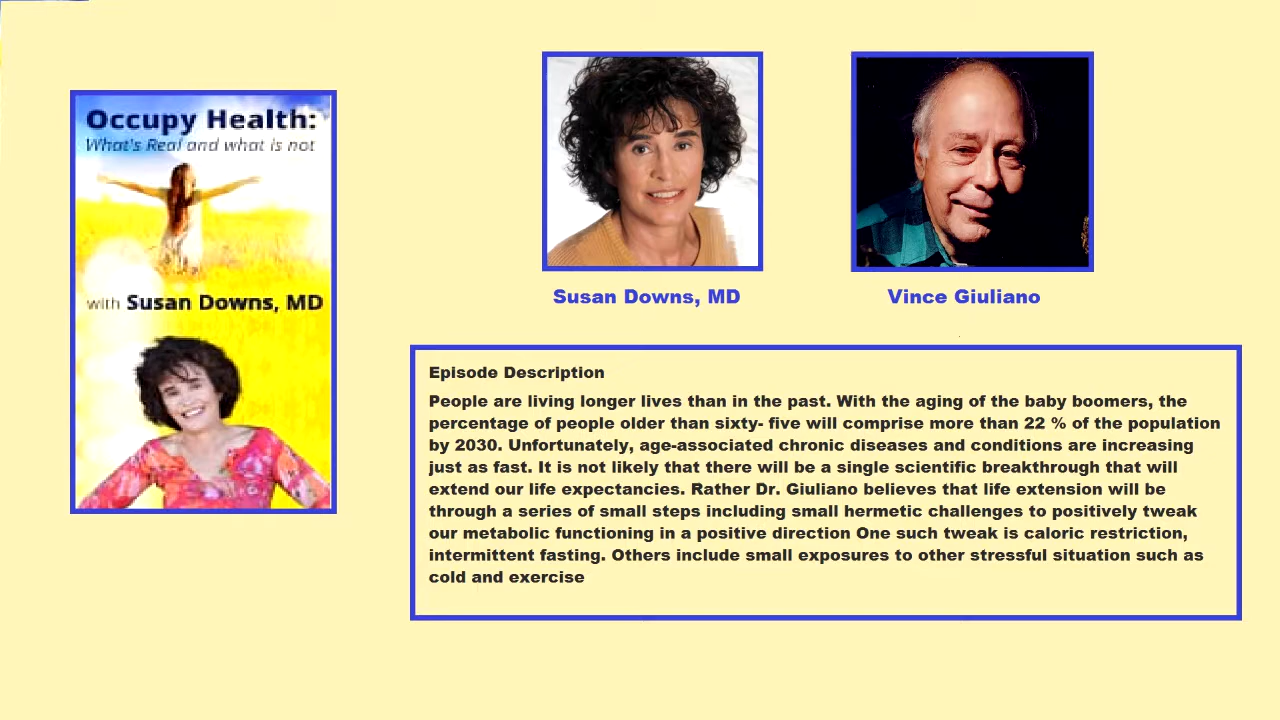 Occupy Health:
What's Real and what is not
with Susan Downs, MD
Susan Downs, MD
Vince Giuliano
Episode Description
People are living longer lives than in the past. With the aging of the baby boomers, the
percentage of people older than sixty- five will comprise more than 22 % of the population
by 2030. Unfortunately, age-associated chronic diseases and conditions are increasing
just as fast. It is not likely that there will be a single scientific breakthrough that will
extend our life expectancies. Rather Dr. Giuliano believes that life extension will be
through a series of small steps including small hermetic challenges to positively tweak
our metabolic functioning in a positive direction One such tweak is caloric restriction,
intermittent fasting. Others include small exposures to other stressful situation such as
cold and exercise